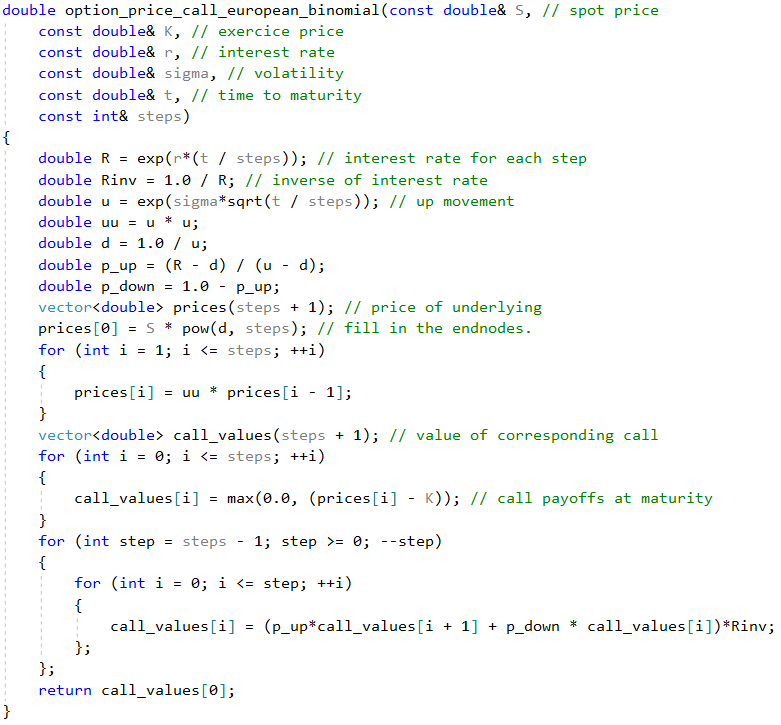 double option_price_call_european_binomial(const double& S, // spot price
    const double& K, // exercice price
    const double& r, // interest rate
    const double& sigma, // volatility
    const double& t, // time to maturity
    const int& steps)
{
    double R = exp(r*(t / steps)); // interest rate for each step
    double Rinv = 1.0 / R; // inverse of interest rate
    double u = exp(sigma*sqrt(t / steps)); // up movement
    double uu = u * u;
    double d = 1.0 / u;
    double p_up = (R - d) / (u - d);
    double p_down = 1.0 - p_up;
    vector<double> prices(steps + 1); // price of underlying
    prices[0] = S * pow(d, steps); // fill in the endnodes.
    for (int i = 1; i <= steps; ++i)
    {
        prices[i] = uu * prices[i - 1];
    }
    vector<double> call_values(steps + 1); // value of corresponding call
    for (int i = 0; i <= steps; ++i)
    {
        call_values[i] = max(0.0, (prices[i] - K)); // call payoffs at maturity
    }
    for (int step = steps - 1; step >= 0; --step)
    {
        for (int i = 0; i <= step; ++i)
        {
            call_values[i] = (p_up*call_values[i + 1] + p_down * call_values[i])*Rinv;
        };
    };
    return call_values[0];
}